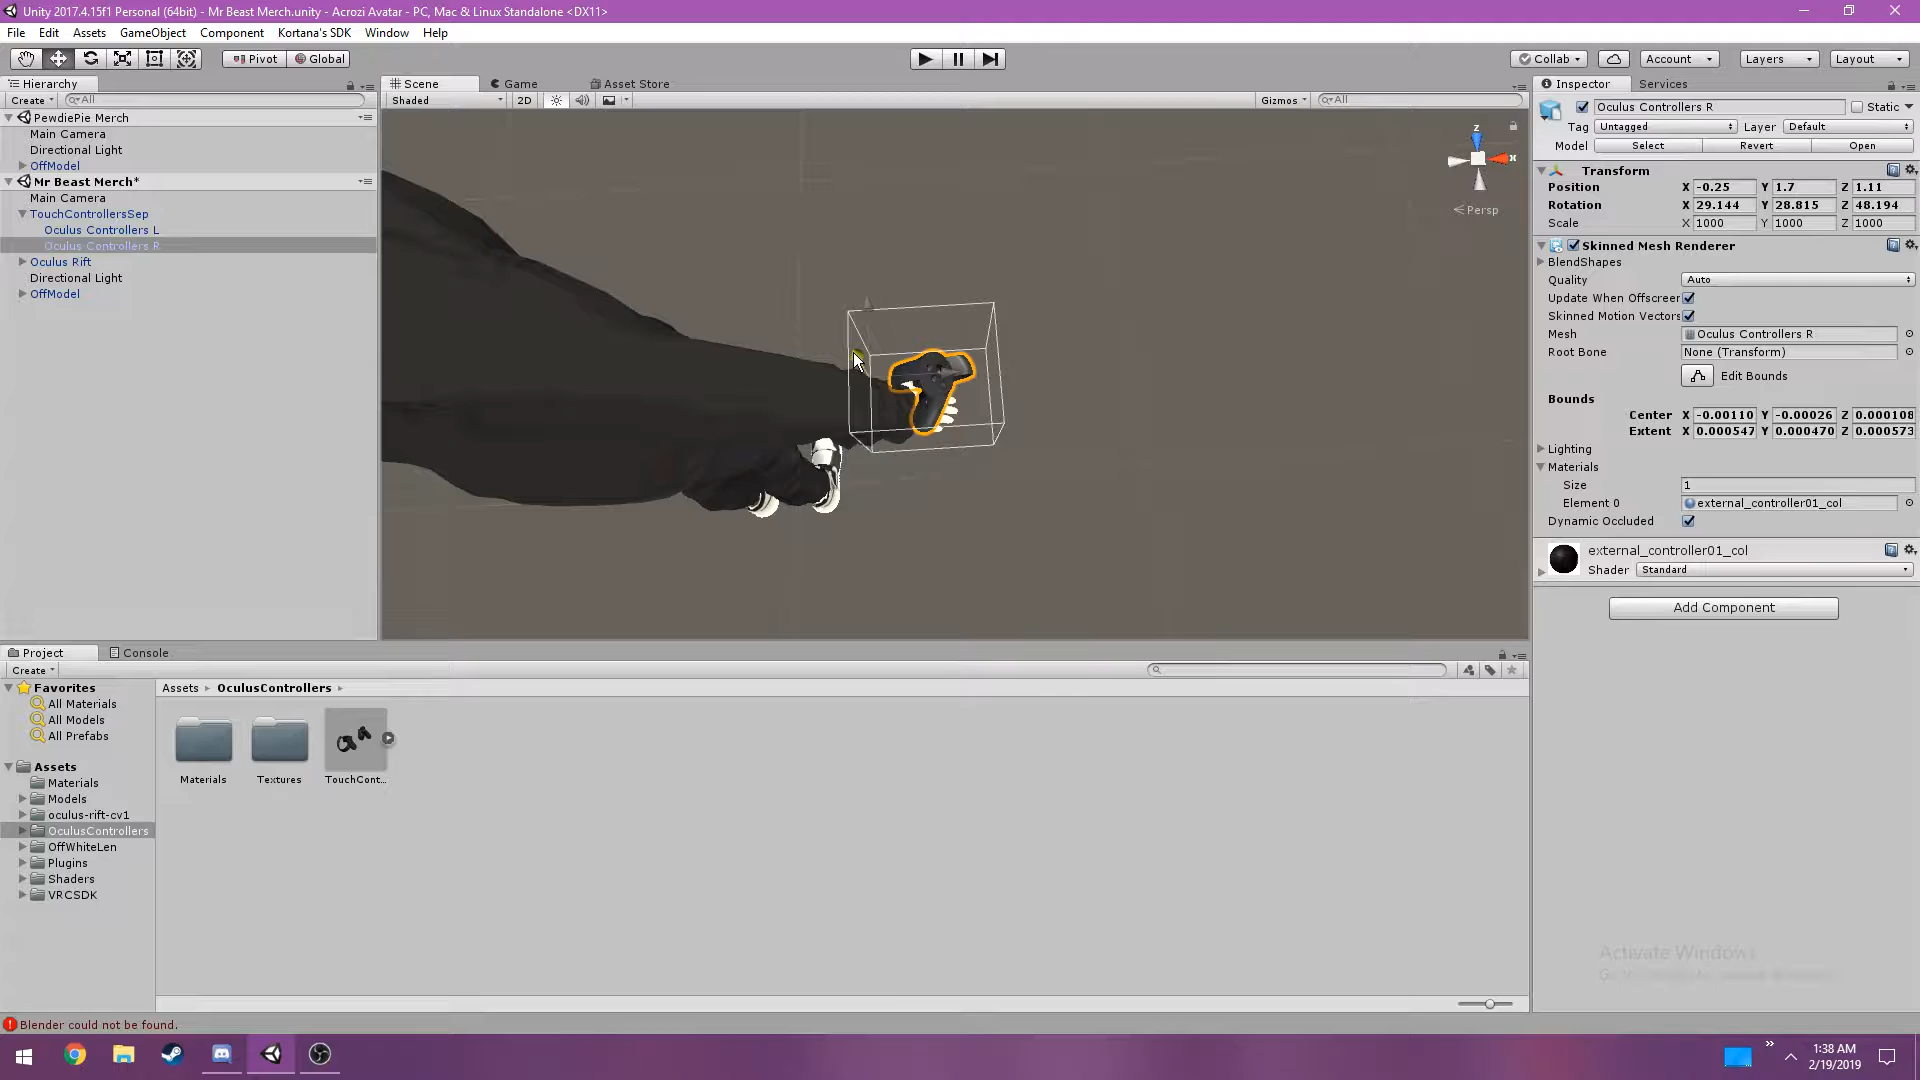 Unity 2017.4.15f1 Personal (64bit) - Mr Beast Merch.unity - Acrozi Avatar - PC, Mac & Linux Standalone <DX11>
File Edit Assets GameObject Component Kortana's SDK Window Help
Pivot Global Collab Account Layers Layout
Hierarchy
Create All
PewdiePie Merch
Main Camera
Directional Light
OffModel
Mr Beast Merch*
Main Camera
TouchControllersSep
Oculus Controllers L
Oculus Controllers R
Oculus Rift
Directional Light
OffModel
Scene Game Asset Store
Shaded 2D Gizmos All
z
x
Persp
Inspector Services
Oculus Controllers R Static
Tag Untagged Layer Default
Model Select Revert Open
Transform
Position X -0.25 Y 1.7 Z 1.11
Rotation X 29.144 Y 28.815 Z 48.194
Scale X 1000 Y 1000 Z 1000
Skinned Mesh Renderer
BlendShapes
Quality Auto
Update When Offscreen
Skinned Motion Vectors
Mesh Oculus Controllers R
Root Bone None (Transform)
Edit Bounds
Bounds
Center X -0.00110 Y -0.00026 Z 0.000108
Extent X 0.000547 Y 0.000470 Z 0.000573
Lighting
Materials
Size 1
Element 0 external_controller01_col
Dynamic Occluded
external_controller01_col
Shader Standard
Add Component
Project Console
Create
Favorites
All Materials
All Models
All Prefabs
Assets
Materials
Models
oculus-rift-cv1
OculusControllers
OffWhiteLen
Plugins
Shaders
VRCSDK
Assets OculusControllers
Materials Textures TouchCont...
Activate Windows
Blender could not be found.
1:38 AM
2/19/2019